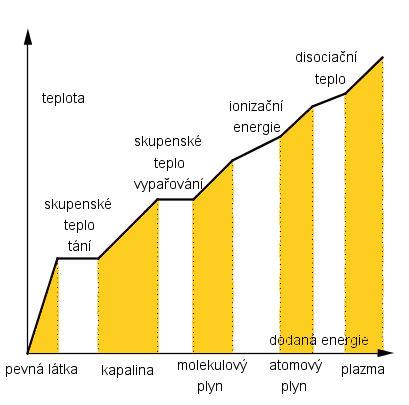 disociační
teplo
teplota
ionizační
energie
skupenské
teplo
vypařování
skupenské
teplo
tání
dodaná energie
pevná látka
kapalina
molekulový
plyn
atomový
plyn
plazma